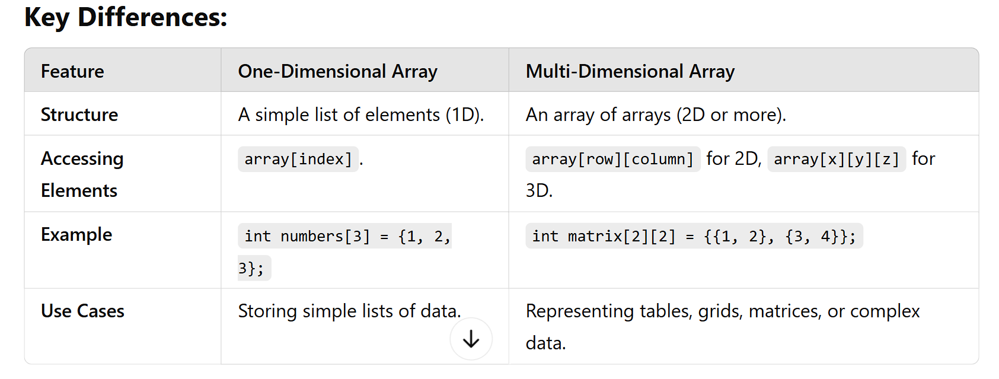 Key Differences:
Feature One-Dimensional Array Multi-Dimensional Array
Structure A simple list of elements (1D). An array of arrays (2D or more).
Accessing array[index] . array[row][column] for 2D, array[x][y][z] for
Elements 3D.
Example int numbers[3] = {1, 2, int matrix[2][2] = {{1, 2}, {3, 4}};
3};
Use Cases Storing simple lists of data. Representing tables, grids, matrices, or complex
data.